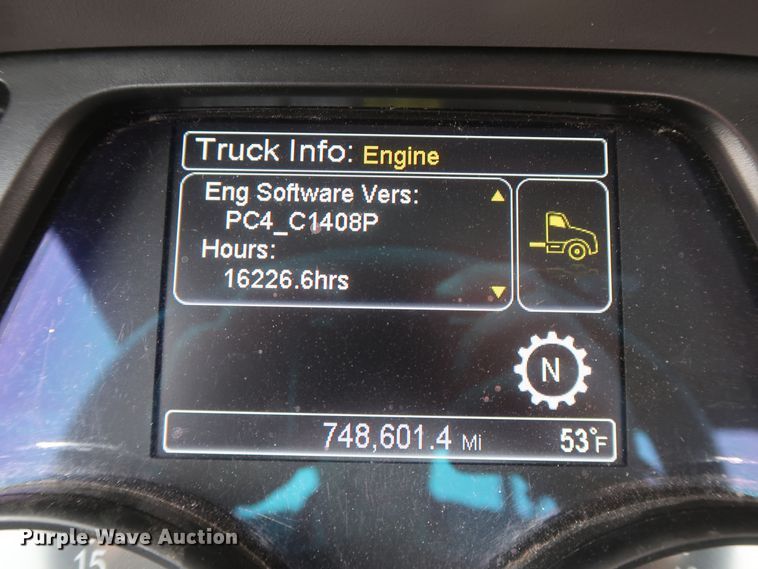 Truck Info: Engine
Eng Software Vers:
PC4_C1408P
Hours:
16226.6hrs
N
748,601.4 Mi 53°F
Purple Wave Auction
15